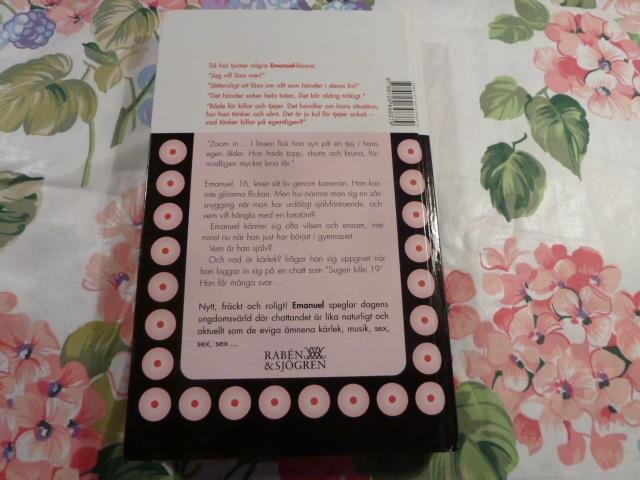 Så här tycker några Emanuel-läsare:
"Jag vill läsa mer!"
"Jättemysigt att läsa om allt som händer i deras liv!"
"Det händer saker hela tiden. Det blir aldrig tråkigt."
"Både för killar och tjejer. Det handlar om hans situation,
hur han tänker och sånt. Det är ju kul för tjejer också –
vad tänker killar på egentligen?"
"Zoom in... I linsen fick han syn på en tjej i hans
egen ålder. Hon hade topp, shorts och bruna, för-
modligen mycket lena lår."
Emanuel, 16, lever sitt liv genom kameran. Han kan
inte glömma flickan. Men hur närmar man sig en sån
snygging när man har urdåligt självförtroende, och
vem vill hångla med en fotofönt?
Emanuel känner sig ofta vilsen och ensam, inte
minst nu när han just har börjat i gymnasiet.
Vem är han själv?
Och vad är kärlek? frågar han sig uppgivet när
han loggar in sig på en chatt som "Sugen kille 19".
Han får många svar...
Nytt, fräckt och roligt! Emanuel speglar dagens
ungdomsvärld där chattandet är lika naturligt och
aktuellt som de eviga ämnena kärlek, musik, sex,
sex, sex...
RABÉN
& SJÖGREN